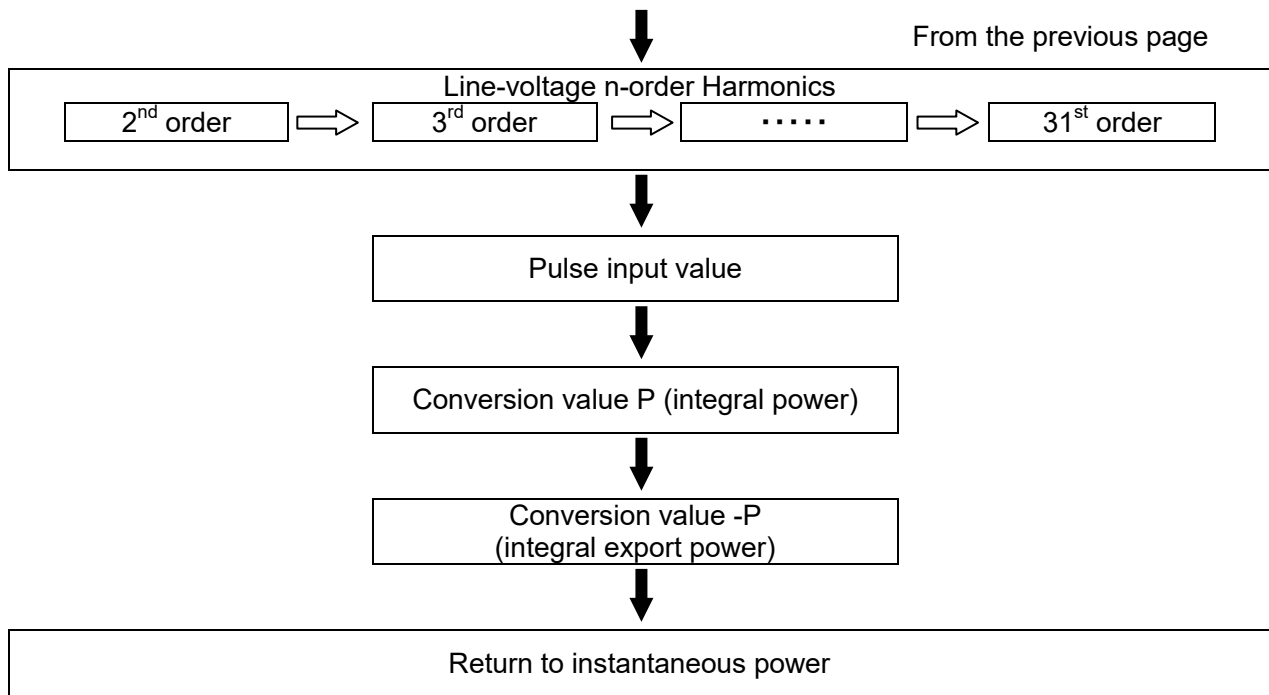 From the previous page
Line-voltage n-order Harmonics
2nd order
3rd order
·····
31st order
Pulse input value
Conversion value P (integral power)
Conversion value -P
(integral export power)
Return to instantaneous power